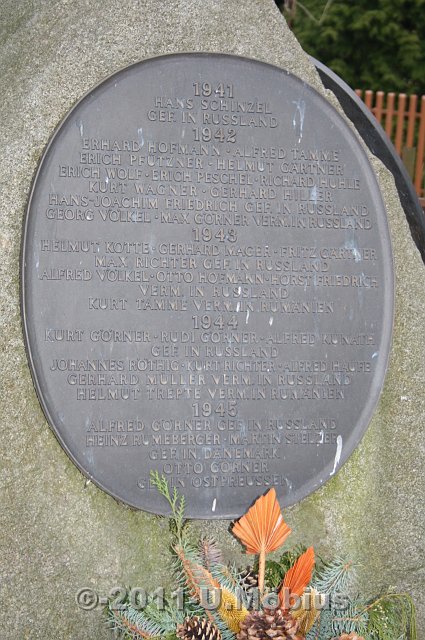 1941
HANS SCHINZEL
GEF. IN RUSSLAND
1942
ERHARD HOFMANN · ALFRED TAMME
ERICH PFÜTZNER · HELMUT GÄRTNER
ERICH WOLF · ERICH PESCHEL · RICHARD HUHLE
KURT WAGNER · GERHARD HILLER
HANS-JOACHIM FRIEDRICH GEF. IN RUSSLAND
GEORG VÖLKEL · MAX GÖRNER VERM. IN RUSSLAND
1943
HELMUT KOTTE · GERHARD MAGER · FRITZ GÄRTNER
MAX RICHTER GEF. IN RUSSLAND
ALFRED VÖLKEL · OTTO HOFMANN · HORST FRIEDRICH
VERM. IN RUSSLAND
KURT TAMME VERM. IN RUMÄNIEN
1944
KURT GÖRNER · RUDI GÖRNER · ALFRED KUNATH
GEF. IN RUSSLAND
JOHANNES RÖTHIG · KURT RICHTER · ALFRED HAUFE
GERHARD MÜLLER VERM. IN RUSSLAND
HELMUT TREPTE VERM. IN RUMÄNIEN
1945
ALFRED GÖRNER GEF. IN RUSSLAND
HEINZ RUMEBERGER · MARTIN STELZER
GEF. IN DÄNEMARK
OTTO GÖRNER
GEF. IN OSTPREUSSEN
-©-2011-U.Mobius